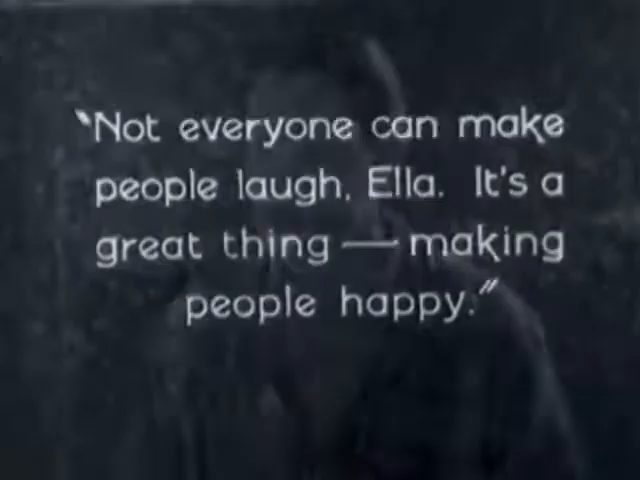 “Not everyone can make
people laugh, Ella. It's a
great thing — making
people happy.”